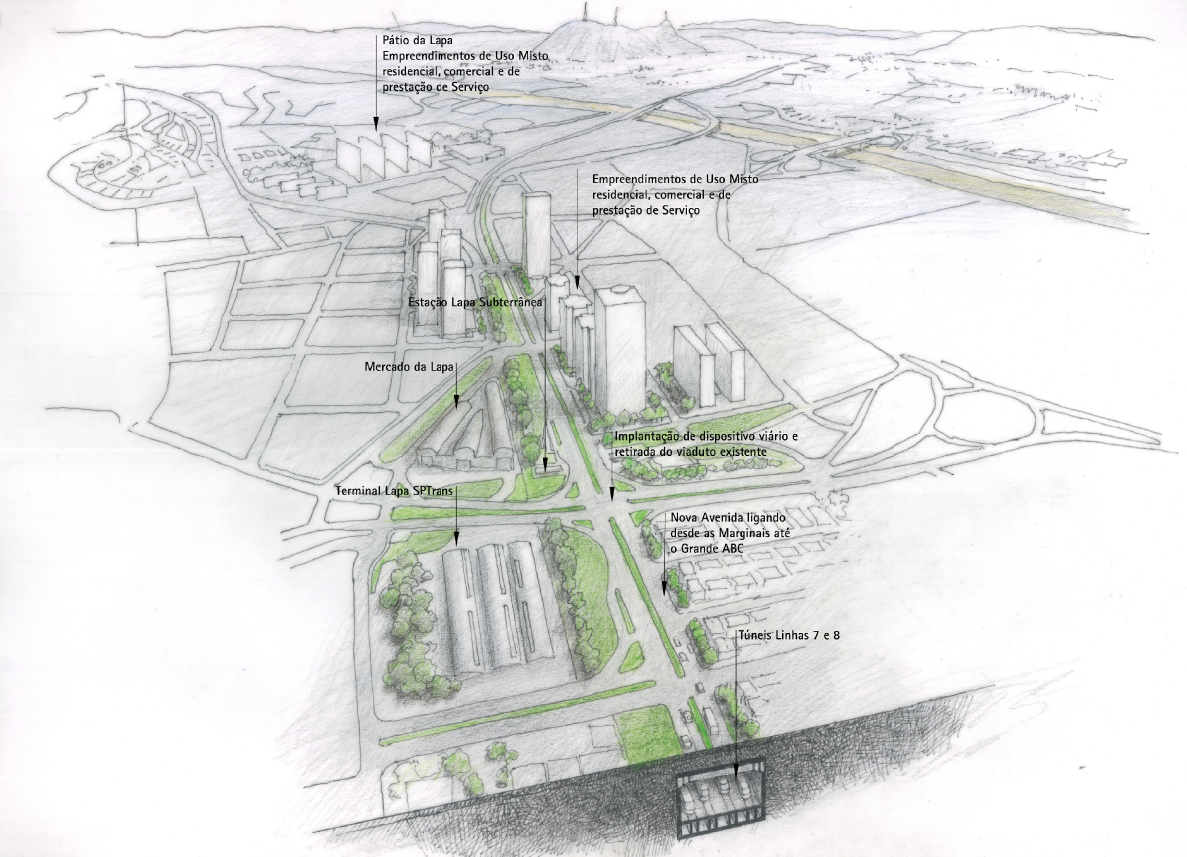 Pátio da Lapa
Empreendimentos de Uso Misto
residencial, comercial e de
prestação de Serviço
Empreendimentos de Uso Misto
residencial, comercial e de
prestação de Serviço
Estação Lapa Subterrânea
Mercado da Lapa
Implantação de dispositivo viário e
retirada do viaduto existente
Terminal Lapa SPTrans
Nova Avenida ligando
desde as Marginais até
o Grande ABC
Túneis Linhas 7 e 8